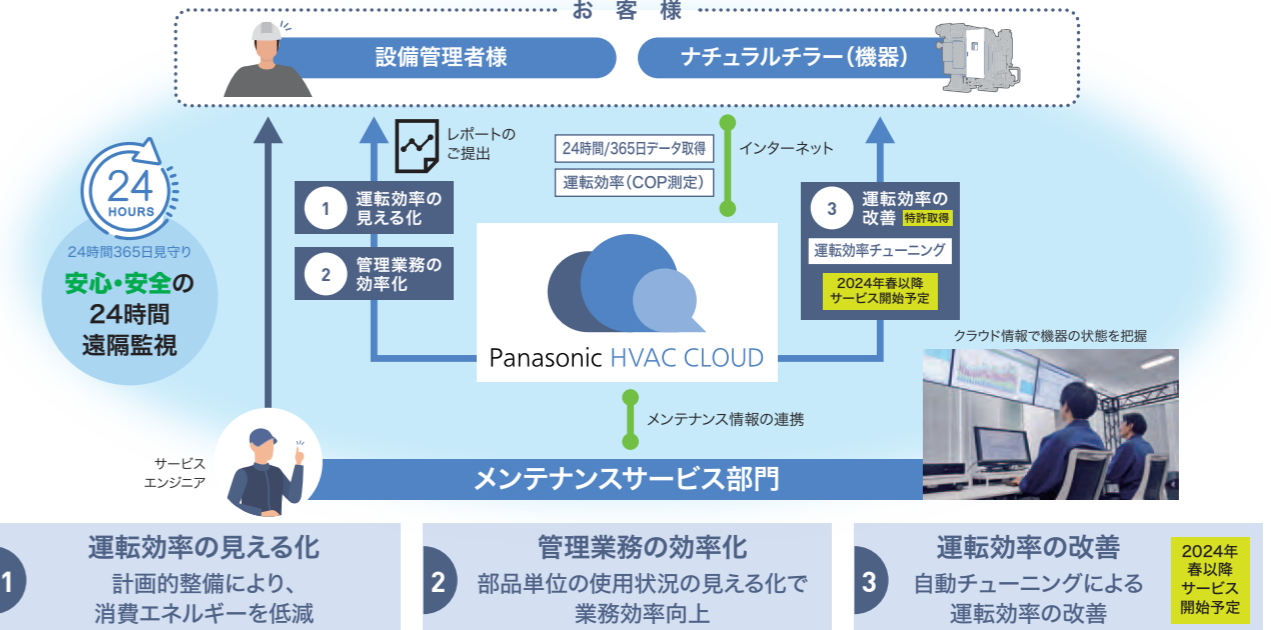 お客様
設備管理者様
ナチュラルチラー(機器)
レポートの
ご提出
24時間/365日データ取得
運転効率(COP測定)
インターネット
1
運転効率の
見える化
2
管理業務の
効率化
3
運転効率の
改善 特許取得
運転効率チューニング
2024年春以降
サービス開始予定
24
HOURS
24時間365日見守り
安心・安全の
24時間
遠隔監視
Panasonic HVAC CLOUD
クラウド情報で機器の状態を把握
メンテナンス情報の連携
サービス
エンジニア
メンテナンスサービス部門
1
運転効率の見える化
計画的整備により、
消費エネルギーを低減
2
管理業務の効率化
部品単位の使用状況の見える化で
業務効率向上
3
運転効率の改善
自動チューニングによる
運転効率の改善
2024年
春以降
サービス
開始予定